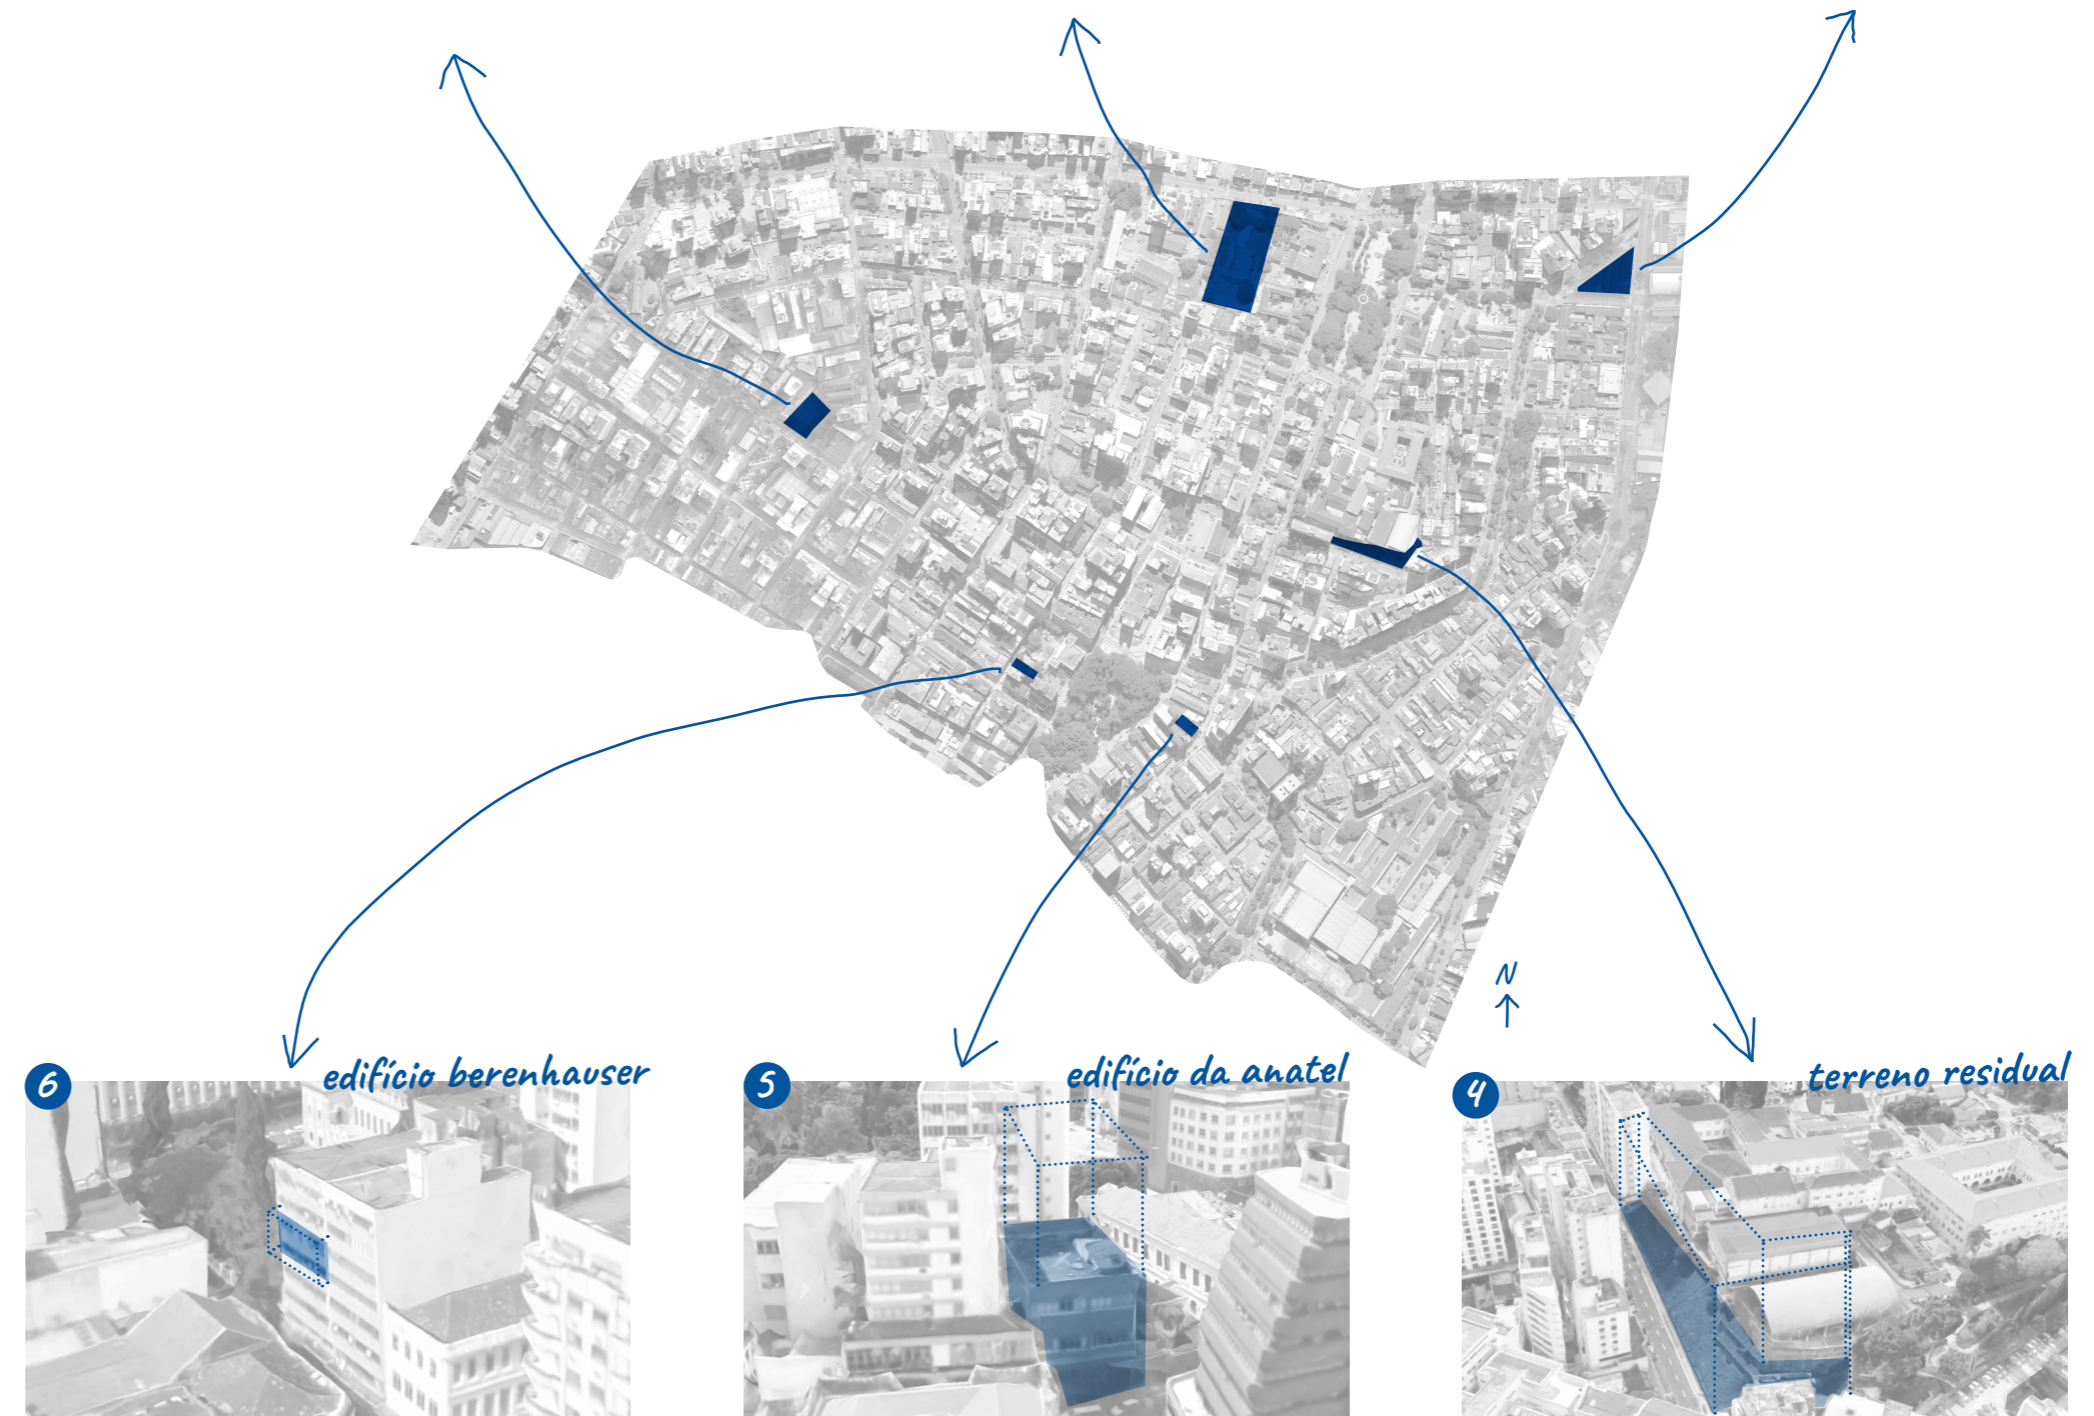 N
6
edifício berenhauser
5
edifício da anatel
4
terreno residual